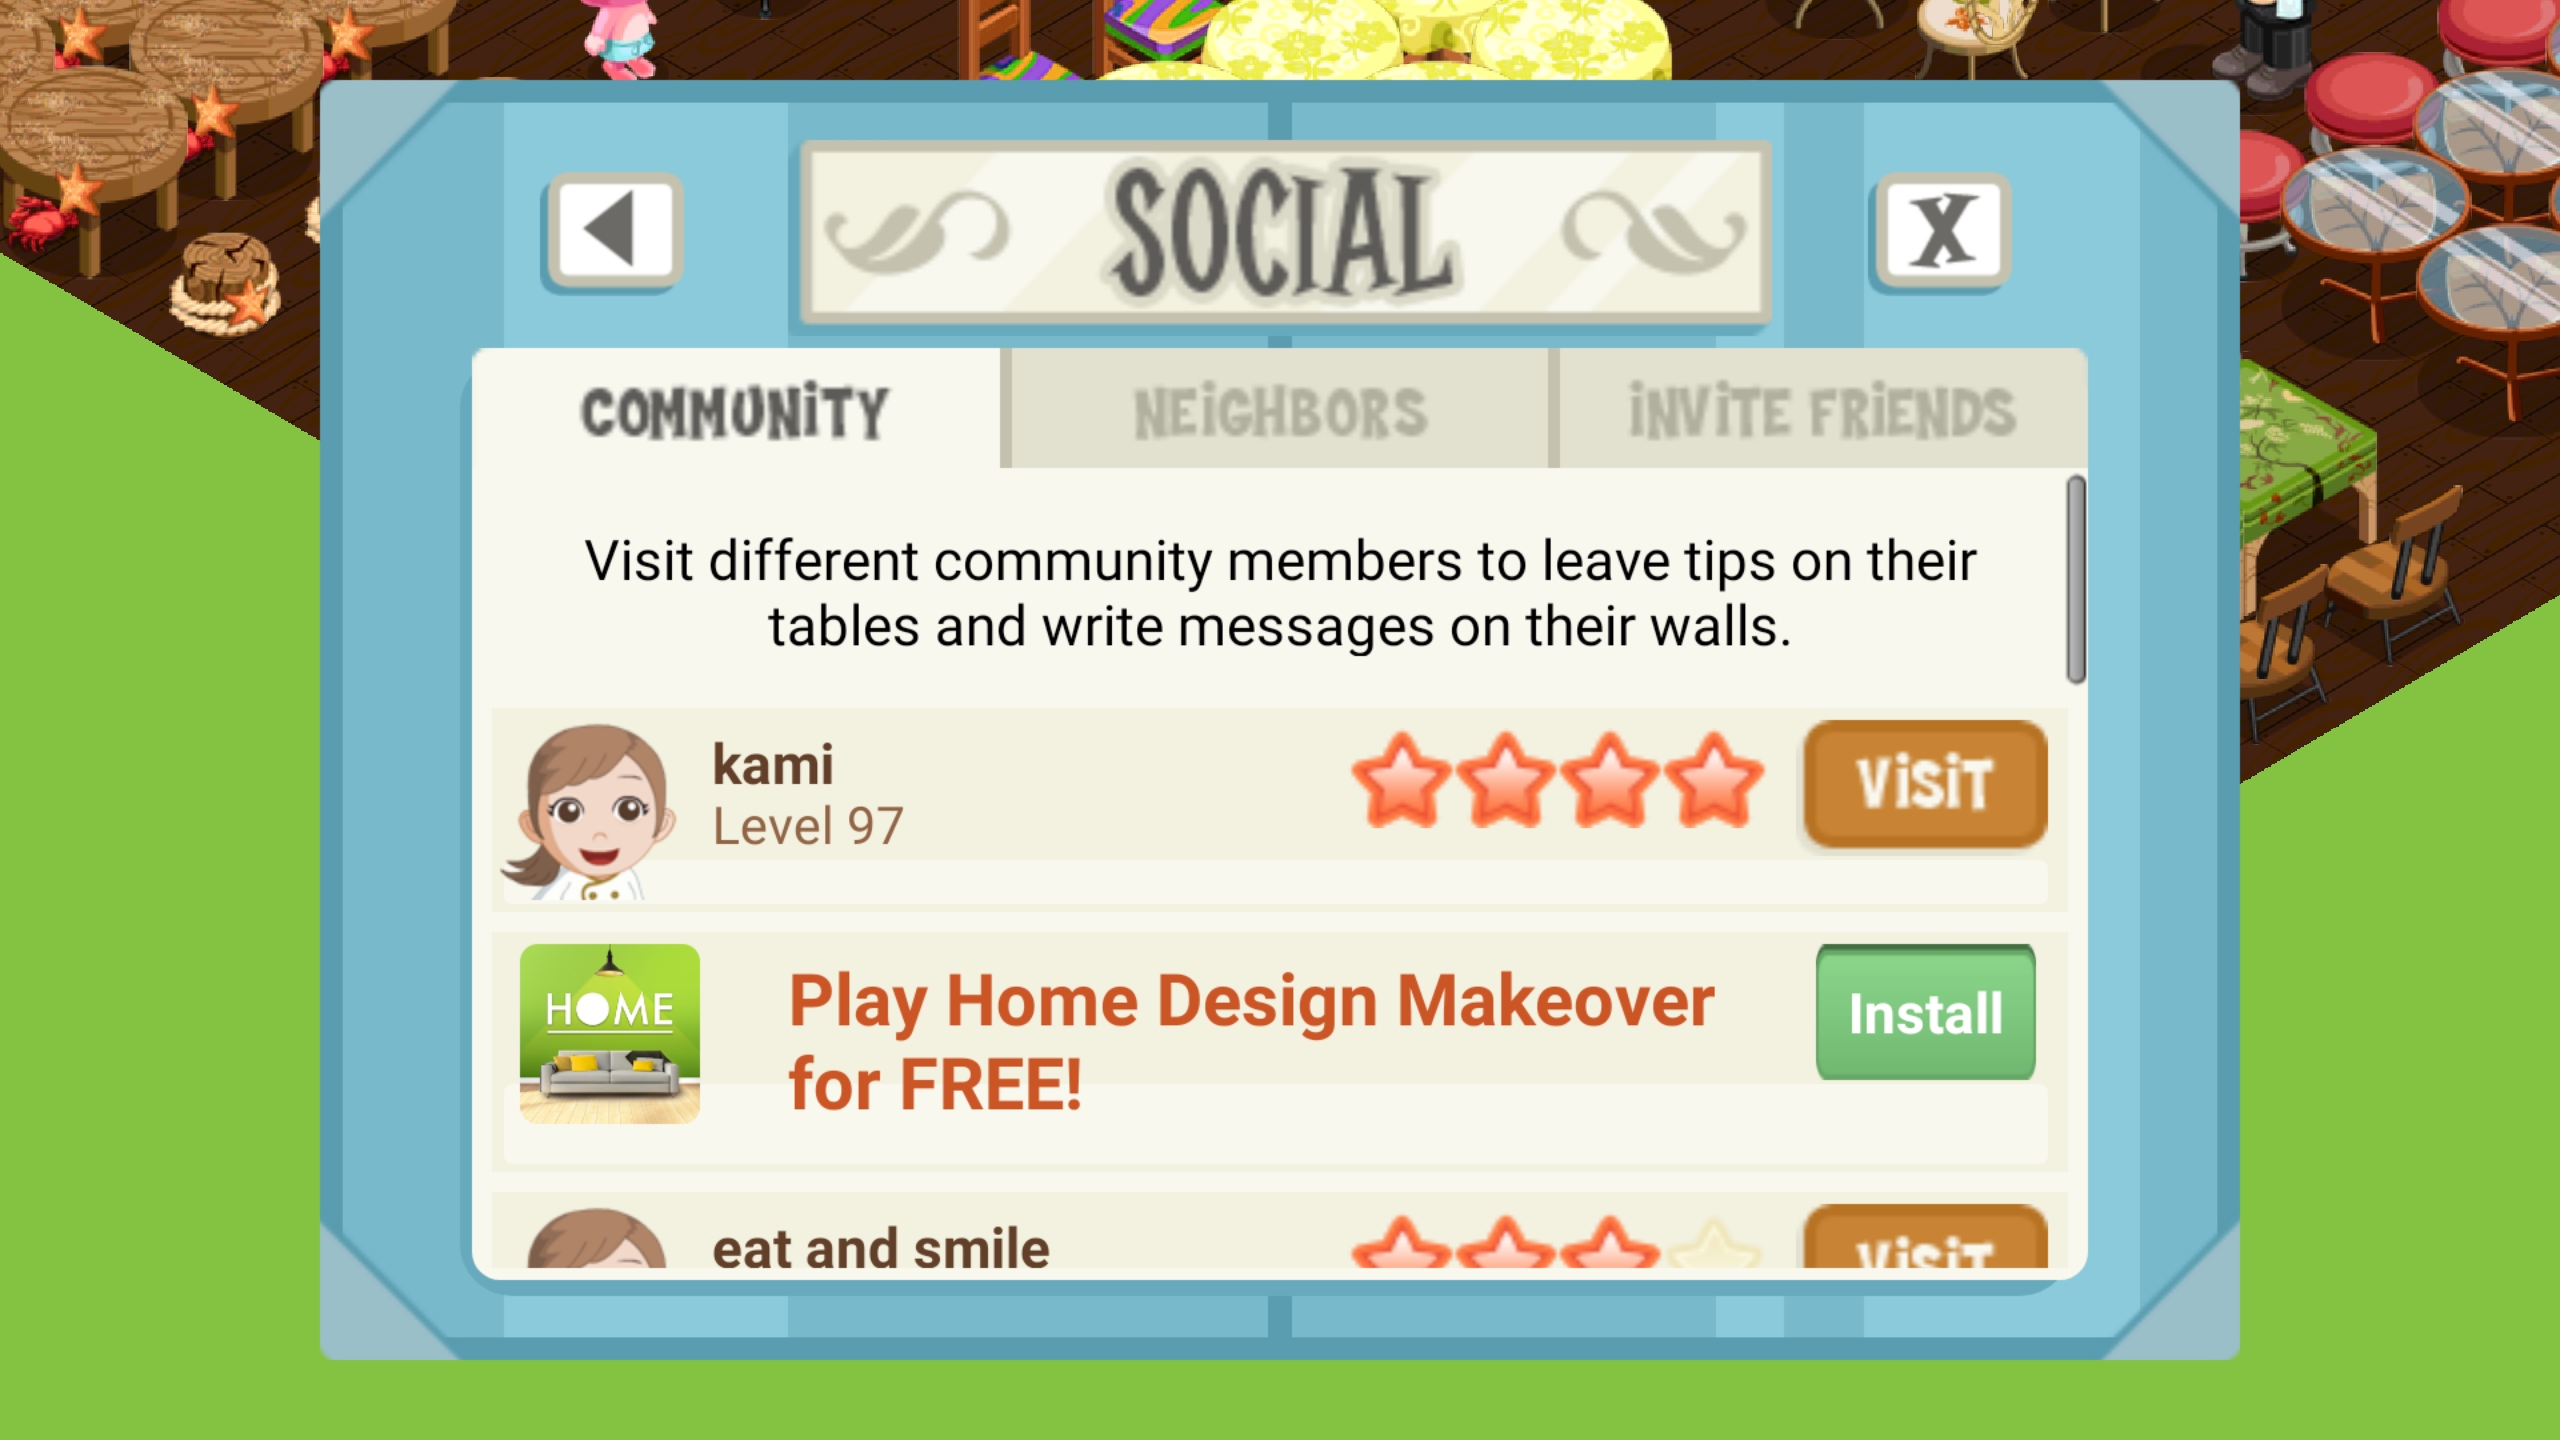 SOCIAL
X
COMMUNITY
NEIGHBORS
INVITE FRIENDS
Visit different community members to leave tips on their
tables and write messages on their walls.
kami
Level 97
VISIT
HOME
Play Home Design Makeover
for FREE!
Install
eat and smile
VISIT